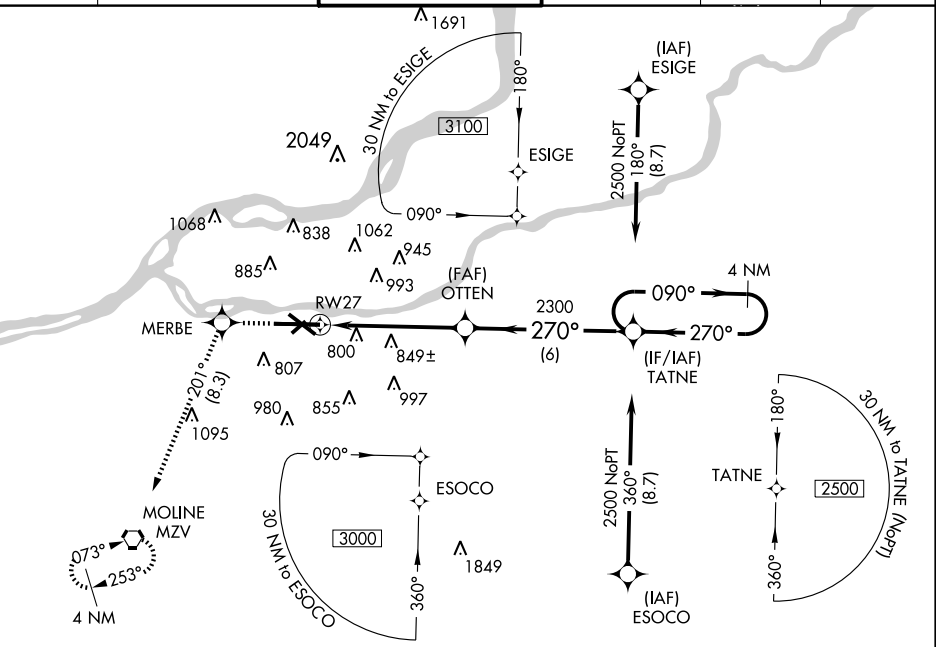 1691
30 NM to ESIGE
180°
3100
ESIGE
090°
(IAF)
ESIGE
2500 NoPT
180°
(8.7)
2049
1068
838
1062
945
885
993
RW27
(FAF)
OTTEN
2300
270°
(6)
4 NM
090°
270°
(IF/IAF)
TATNE
MERBE
800
849±
807
997
855
980
1095
201°
(8.3)
090°
ESOCO
3000
30 NM to ESOCO
360°
1849
2500 NoPT
360°
(8.7)
(IAF)
ESOCO
180°
30 NM to TATNE (NoPT)
TATNE
2500
360°
MOLINE
MZV
073°
253°
4 NM